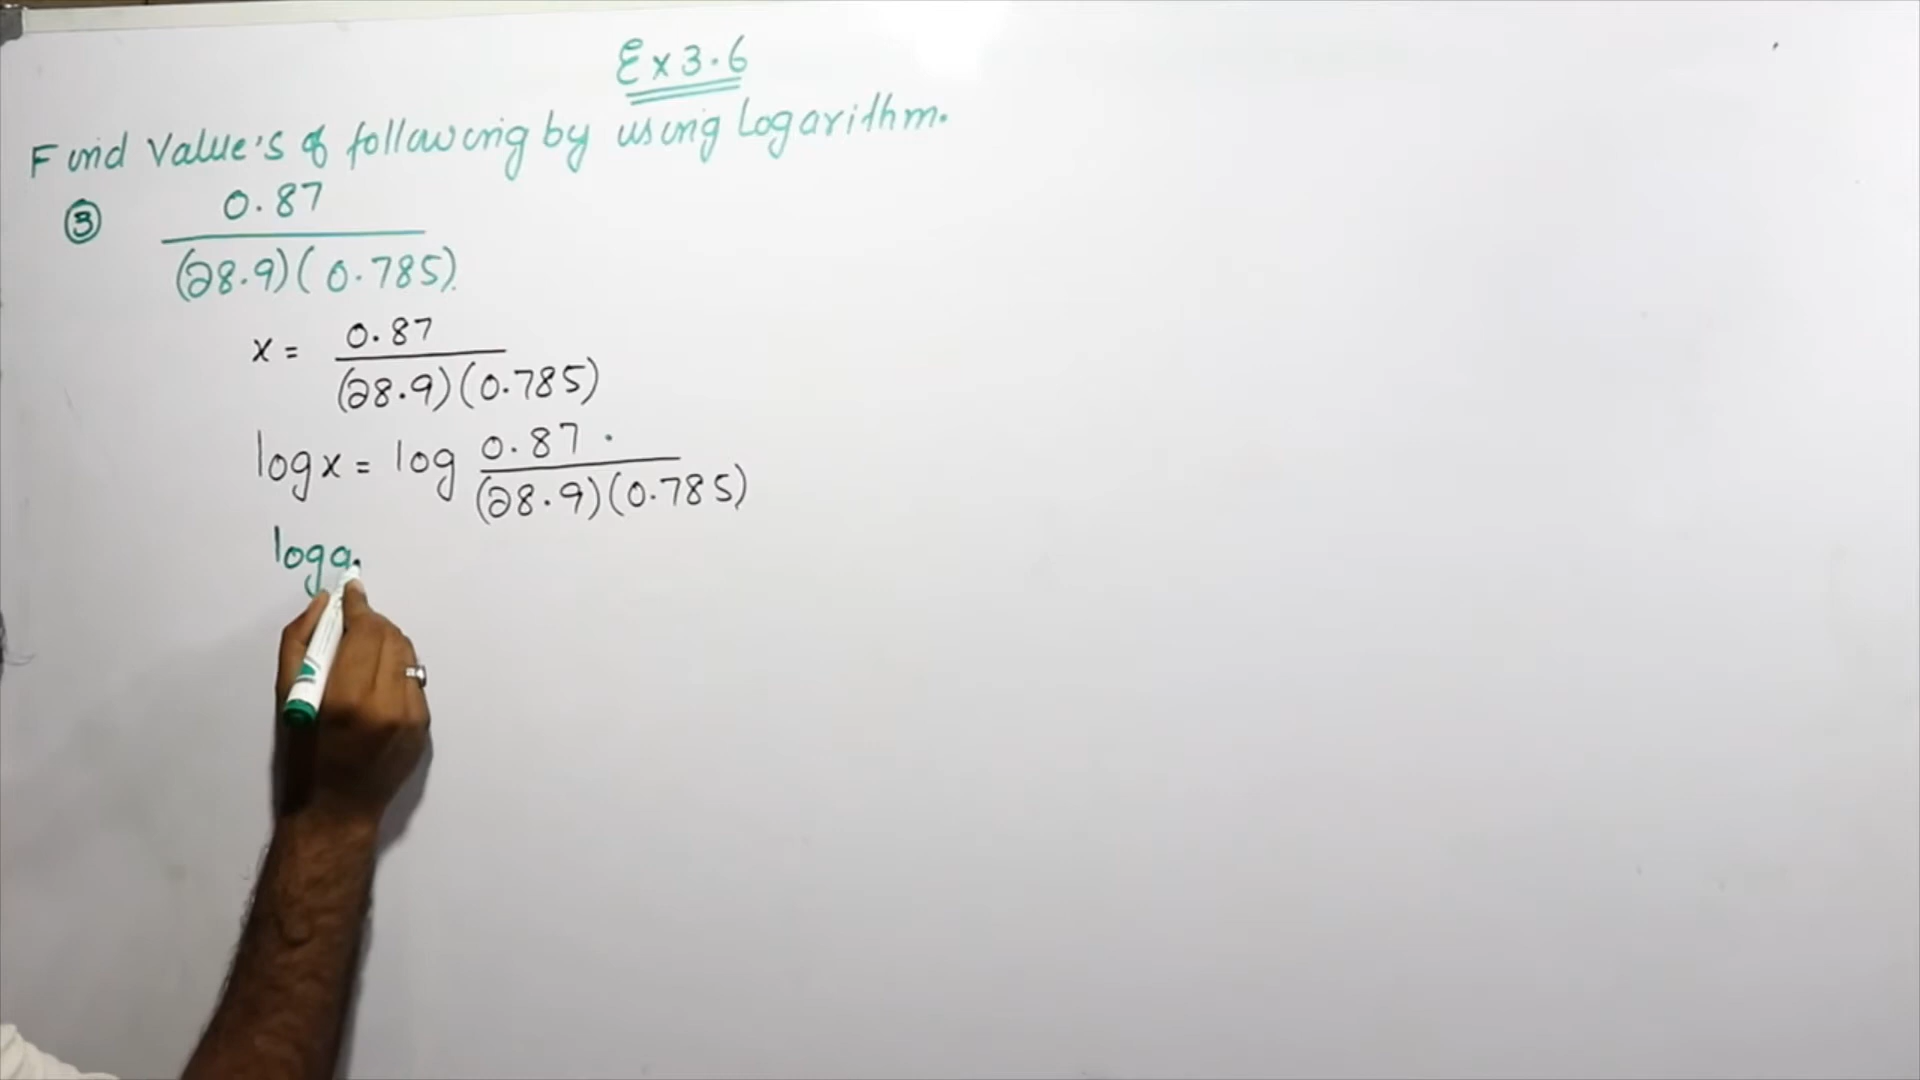 Ex 3.6
Find Value's of following by using Logarithm.
③ 0.87
(28.9)(0.785).
x = 0.87
(28.9)(0.785)
log x = log 0.87 .
(28.9)(0.785)
log a